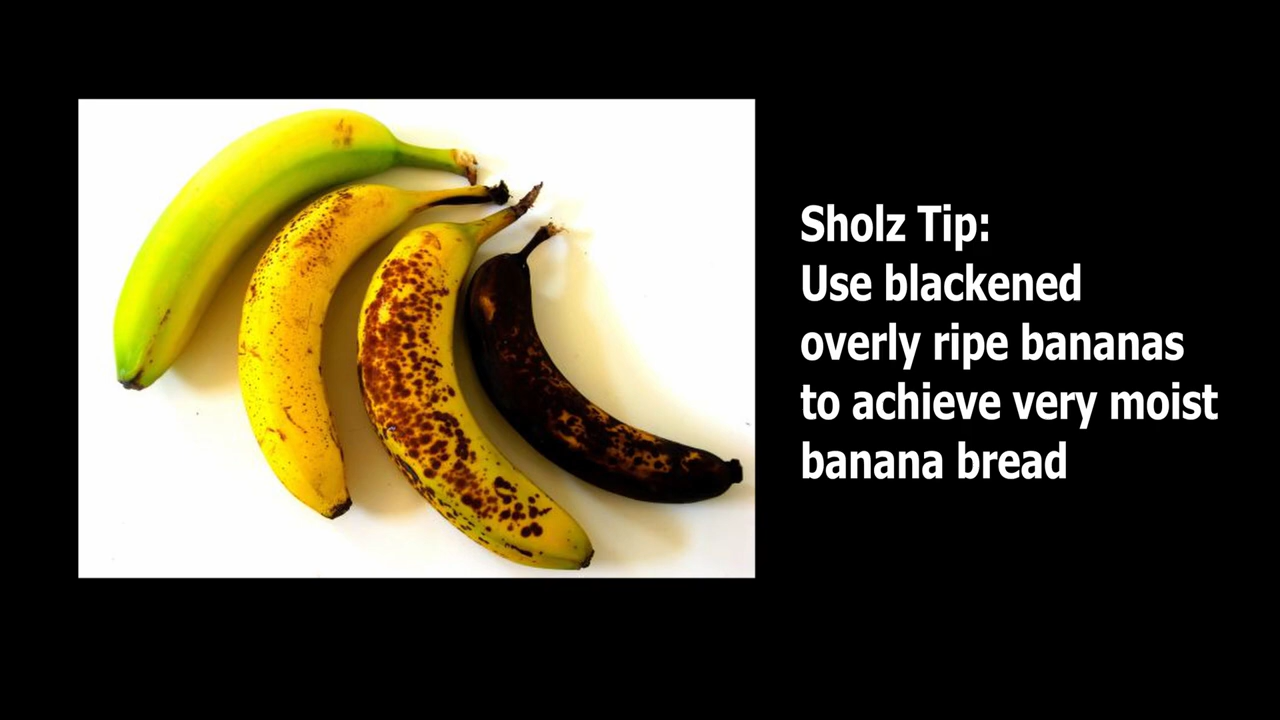 Sholz Tip:
Use blackened
overly ripe bananas
to achieve very moist
banana bread